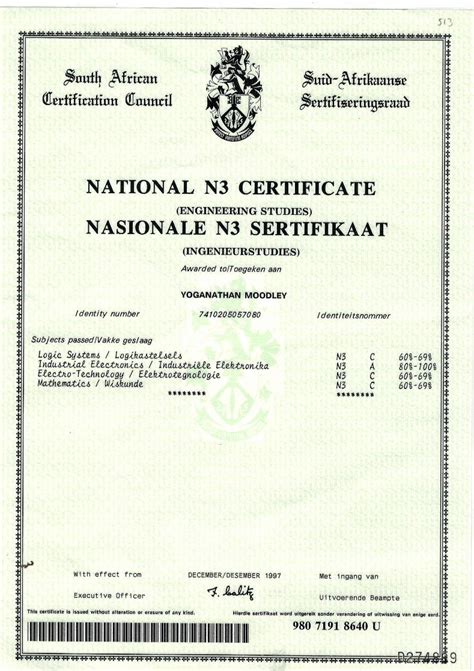 513
South African Suid-Afrikaanse
Certification Council Sertifiseringsraad
NATIONAL N3 CERTIFICATE
(ENGINEERING STUDIES)
NASIONALE N3 SERTIFIKAAT
(INGENIEURSTUDIES)
Awarded to/Toegeken aan
YOGANATHAN MOODLEY
Identity number 7410205057080 Identiteitsnommer
Subjects passed/Vakke geslaag
Logic Systems / Logikastelsels N3 C 60%-69%
Industrial Electronics / Industriële Elektronika N3 A 80%-100%
Electro-Technology / Elektrotegnologie N3 C 60%-69%
Mathematics / Wiskunde N3 C 60%-69%
******** ********
With effect from DECEMBER/DESEMBER 1997 Met ingang van
Executive Officer Uitvoerende Beampte
This certificate is issued without alteration or erasure of any kind. Hierdie sertifikaat word uitgereik sonder verandering of uitwissing van enige aard.
980 7191 8640 U